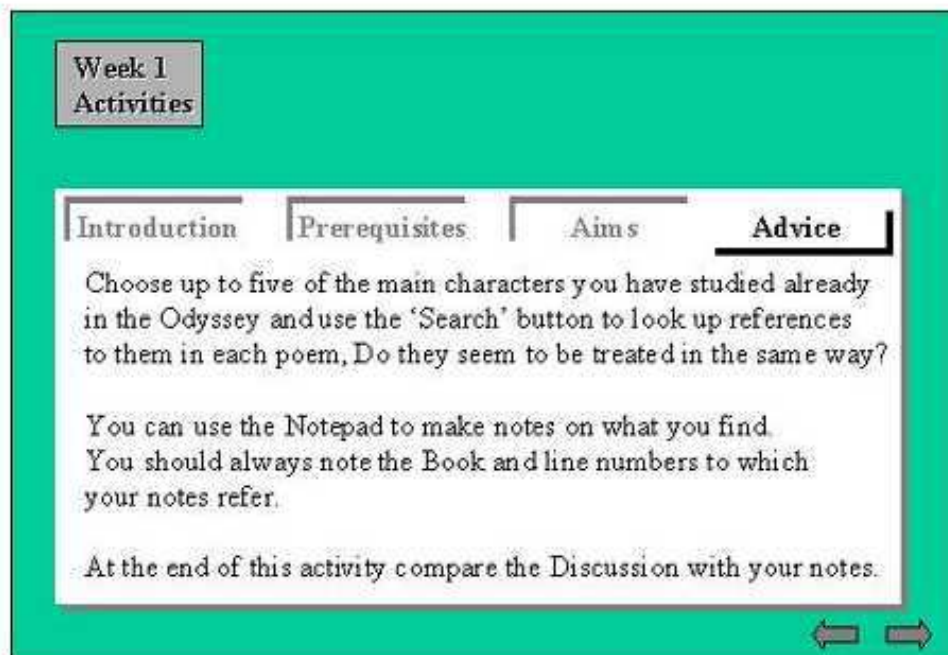 Week 1
Activities
Introduction Prerequisites Aims Advice
Choose up to five of the main characters you have studied already
in the Odyssey and use the ‘Search’ button to look up references
to them in each poem, Do they seem to be treated in the same way?
You can use the Notepad to make notes on what you find.
You should always note the Book and line numbers to which
your notes refer.
At the end of this activity compare the Discussion with your notes.